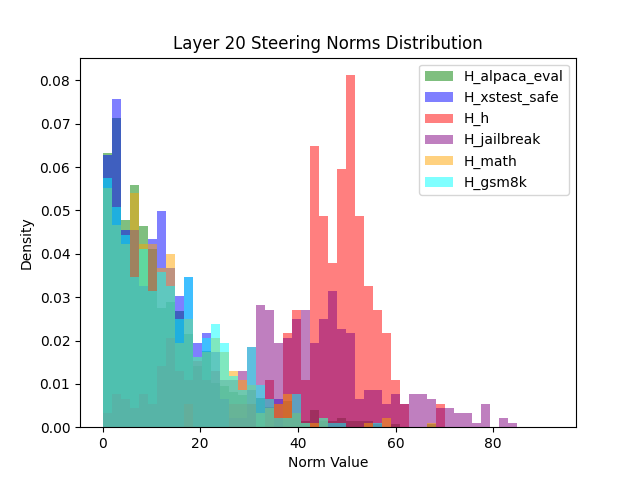 Layer 20 Steering Norms Distribution
H_alpaca_eval
H_xstest_safe
H_h
H_jailbreak
H_math
H_gsm8k
0.08
0.07
0.06
0.05
0.04
0.03
0.02
0.01
0.00
Density
0 20 40 60 80
Norm Value